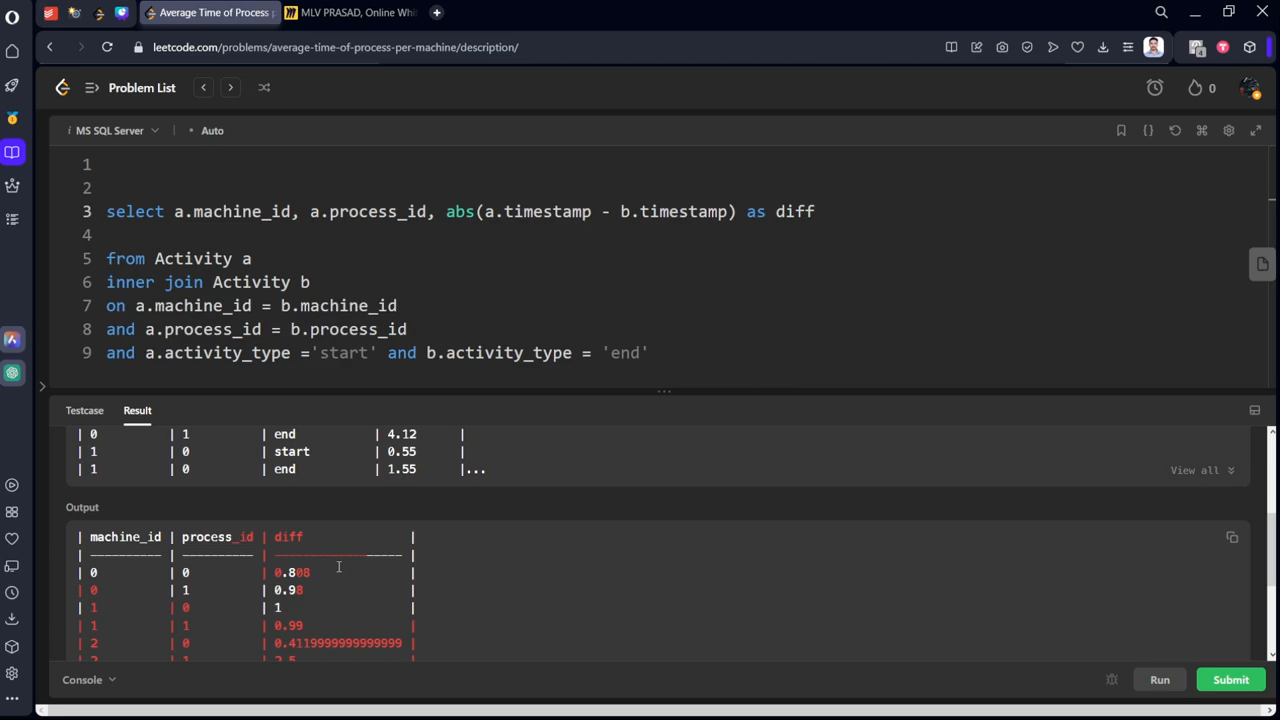 Average Time of Process p
MLV PRASAD, Online Whi
leetcode.com/problems/average-time-of-process-per-machine/description/
Problem List
0
i MS SQL Server
• Auto
1
2
3 select a.machine_id, a.process_id, abs(a.timestamp - b.timestamp) as diff
4
5 from Activity a
6 inner join Activity b
7 on a.machine_id = b.machine_id
8 and a.process_id = b.process_id
9 and a.activity_type ='start' and b.activity_type = 'end'
Testcase Result
| 0 | 1 | end | 4.12 |
| 1 | 0 | start | 0.55 |
| 1 | 0 | end | 1.55 |...
View all
Output
| machine_id | process_id | diff |
| ---------- | ---------- | ------------------ |
| 0 | 0 | 0.808 |
| 0 | 1 | 0.98 |
| 1 | 0 | 1 |
| 1 | 1 | 0.99 |
| 2 | 0 | 0.4119999999999999 |
| 2 | 1 | 2.5 |
Console
Run
Submit